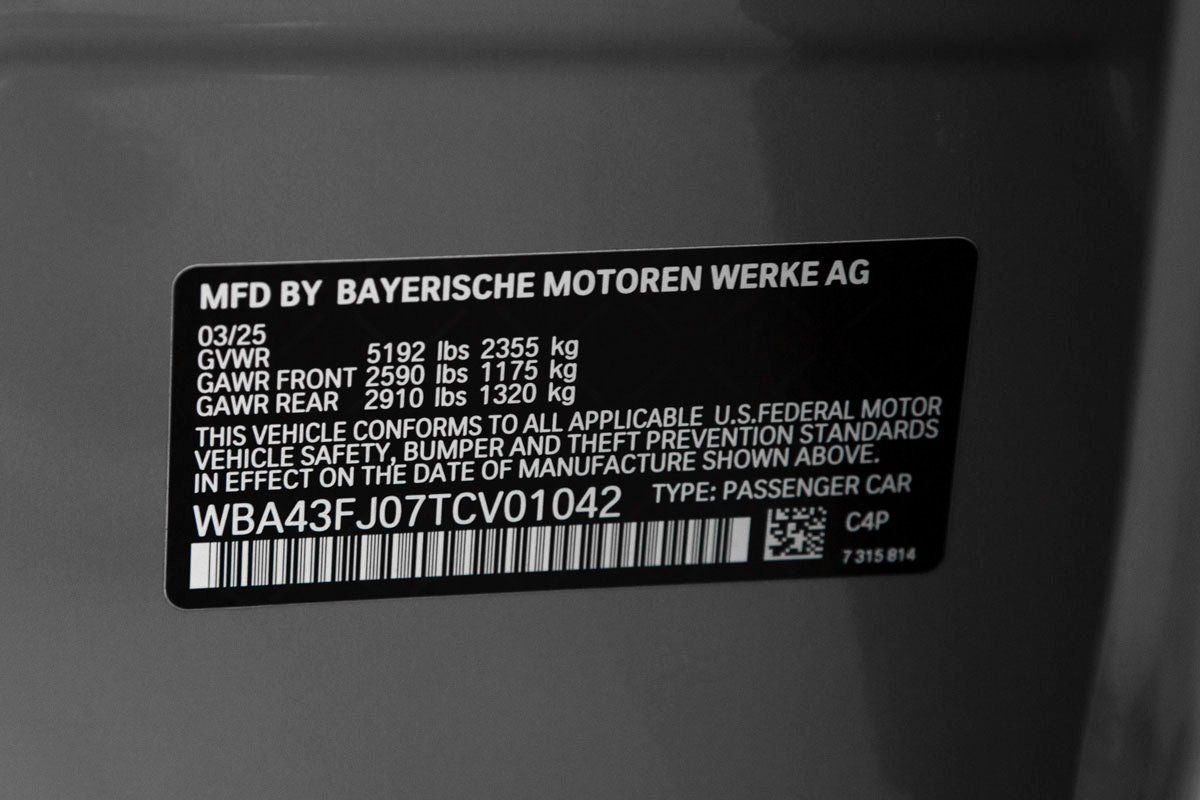 MFD BY BAYERISCHE MOTOREN WERKE AG
03/25
GVWR 5192 lbs 2355 kg
GAWR FRONT 2590 lbs 1175 kg
GAWR REAR 2910 lbs 1320 kg
THIS VEHICLE CONFORMS TO ALL APPLICABLE U.S.FEDERAL MOTOR
VEHICLE SAFETY, BUMPER AND THEFT PREVENTION STANDARDS
IN EFFECT ON THE DATE OF MANUFACTURE SHOWN ABOVE.
WBA43FJ07TCV01042 TYPE: PASSENGER CAR
C4P
7 315 814